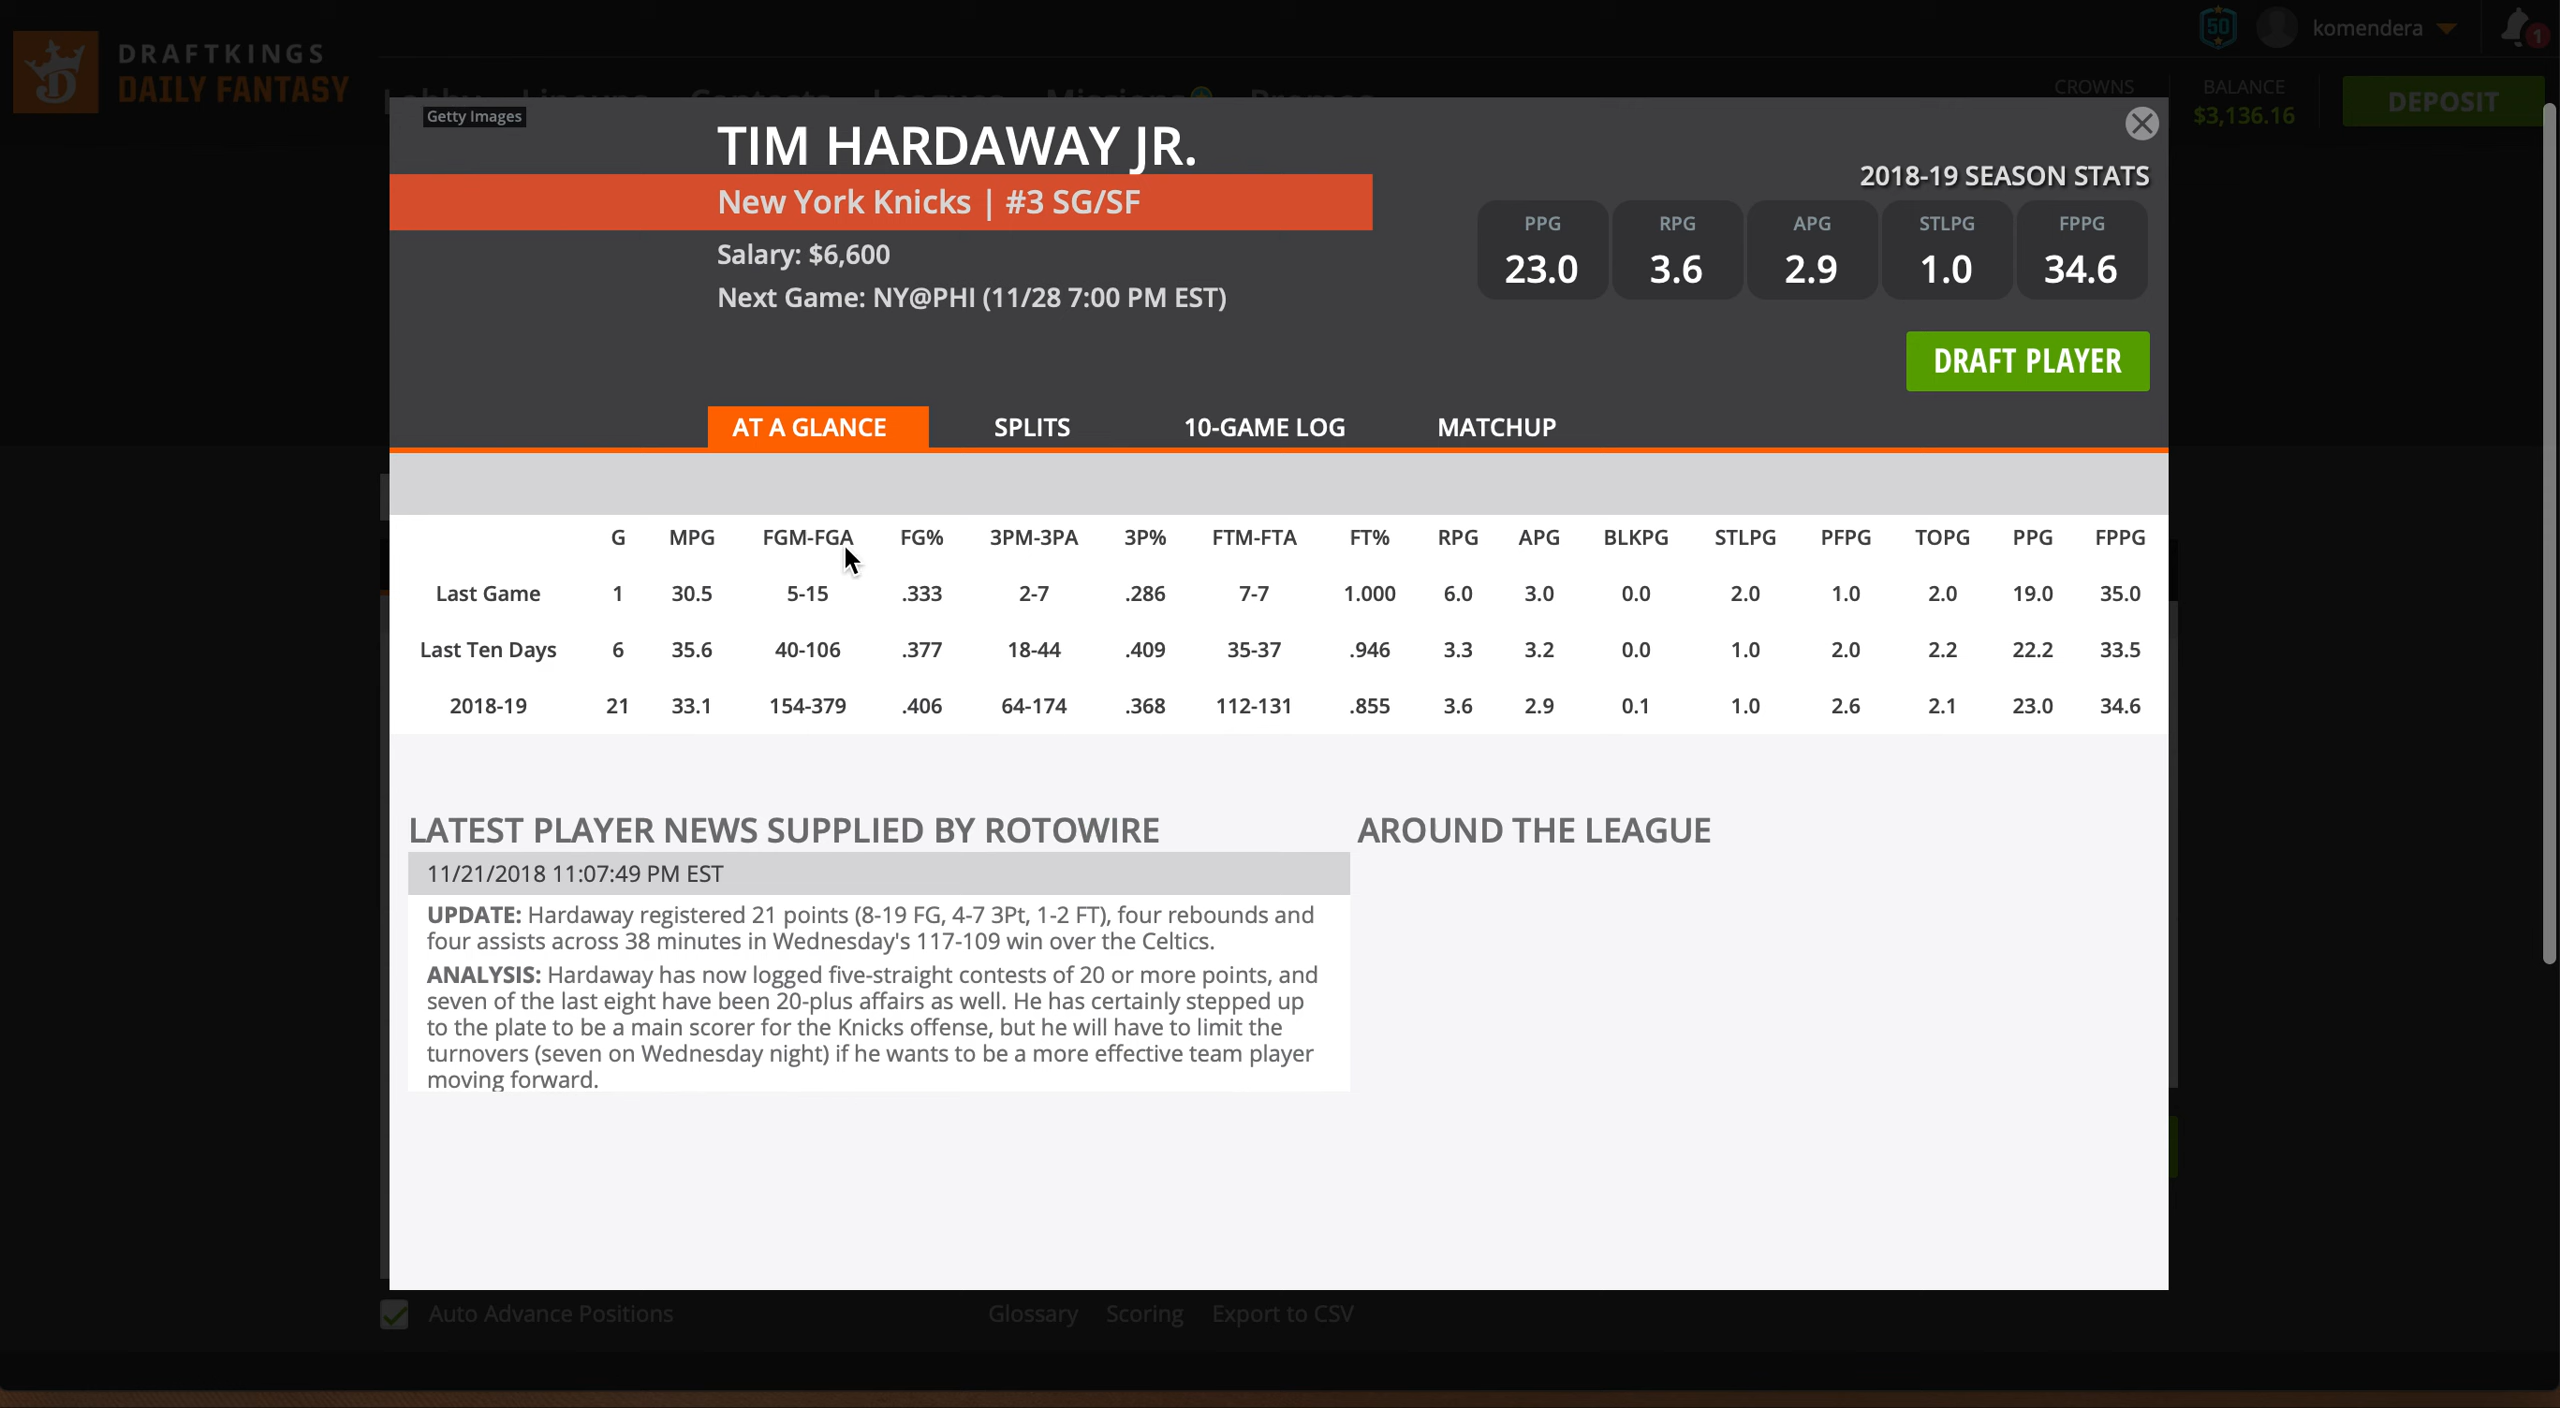 DRAFTKINGS
DAILY FANTASY
50
komendera
1
Lobby Lineups Contests Leagues Missions Promos
CROWNS
BALANCE
$3,136.16
DEPOSIT
Getty Images
TIM HARDAWAY JR.
New York Knicks | #3 SG/SF
Salary: $6,600
Next Game: NY@PHI (11/28 7:00 PM EST)
2018-19 SEASON STATS
PPG RPG APG STLPG FPPG
23.0 3.6 2.9 1.0 34.6
DRAFT PLAYER
AT A GLANCE SPLITS 10-GAME LOG MATCHUP
G MPG FGM-FGA FG% 3PM-3PA 3P% FTM-FTA FT% RPG APG BLKPG STLPG PFPG TOPG PPG FPPG
Last Game 1 30.5 5-15 .333 2-7 .286 7-7 1.000 6.0 3.0 0.0 2.0 1.0 2.0 19.0 35.0
Last Ten Days 6 35.6 40-106 .377 18-44 .409 35-37 .946 3.3 3.2 0.0 1.0 2.0 2.2 22.2 33.5
2018-19 21 33.1 154-379 .406 64-174 .368 112-131 .855 3.6 2.9 0.1 1.0 2.6 2.1 23.0 34.6
LATEST PLAYER NEWS SUPPLIED BY ROTOWIRE
11/21/2018 11:07:49 PM EST
UPDATE: Hardaway registered 21 points (8-19 FG, 4-7 3Pt, 1-2 FT), four rebounds and
four assists across 38 minutes in Wednesday's 117-109 win over the Celtics.
ANALYSIS: Hardaway has now logged five-straight contests of 20 or more points, and
seven of the last eight have been 20-plus affairs as well. He has certainly stepped up
to the plate to be a main scorer for the Knicks offense, but he will have to limit the
turnovers (seven on Wednesday night) if he wants to be a more effective team player
moving forward.
AROUND THE LEAGUE
Auto Advance Positions
Glossary Scoring Export to CSV